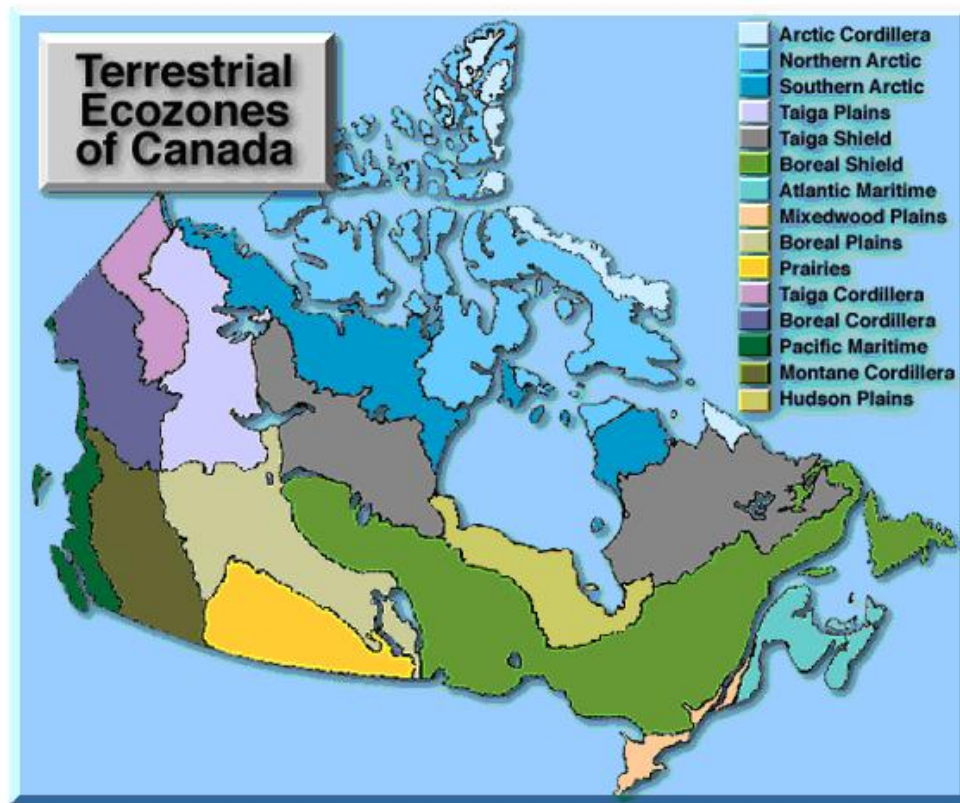 Terrestrial
Ecozones
of Canada
Arctic Cordillera
Northern Arctic
Southern Arctic
Taiga Plains
Taiga Shield
Boreal Shield
Atlantic Maritime
Mixedwood Plains
Boreal Plains
Prairies
Taiga Cordillera
Boreal Cordillera
Pacific Maritime
Montane Cordillera
Hudson Plains